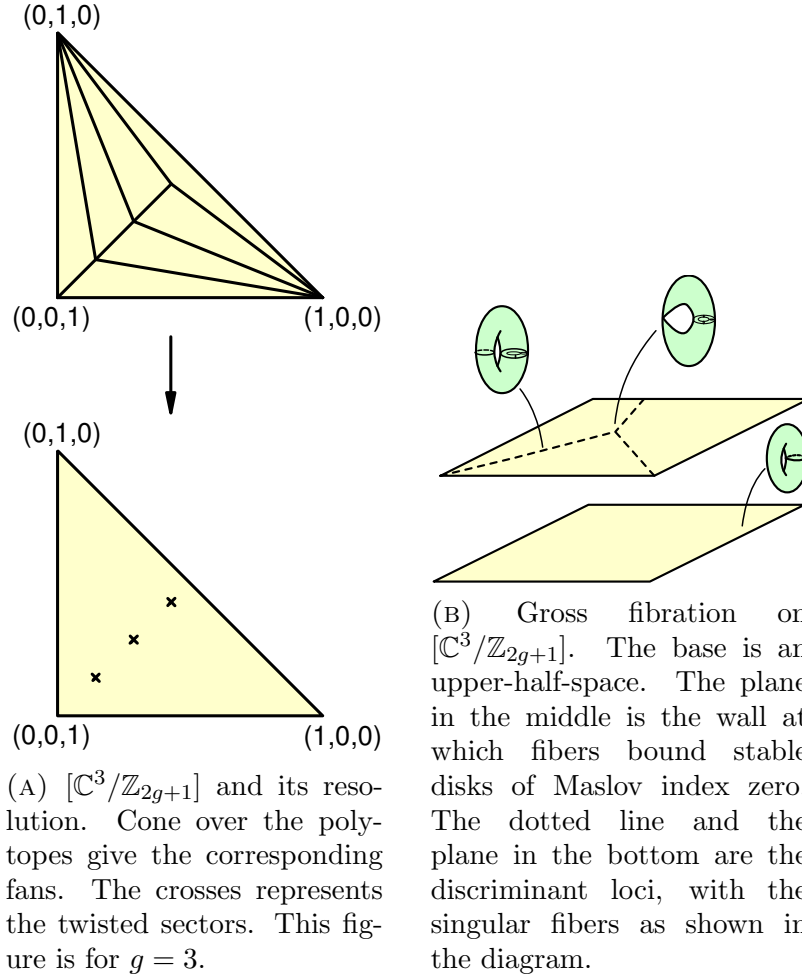 (0,1,0)
(0,0,1)
(1,0,0)
(0,1,0)
(0,0,1)
(1,0,0)
(A) [ℂ³/ℤ₂g₊₁] and its reso-
lution. Cone over the poly-
topes give the corresponding
fans. The crosses represents
the twisted sectors. This fig-
ure is for g = 3.
(B) Gross fibration on
[ℂ³/ℤ₂g₊₁]. The base is an
upper-half-space. The plane
in the middle is the wall at
which fibers bound stable
disks of Maslov index zero
The dotted line and the
plane in the bottom are the
discriminant loci, with the
singular fibers as shown in
the diagram.